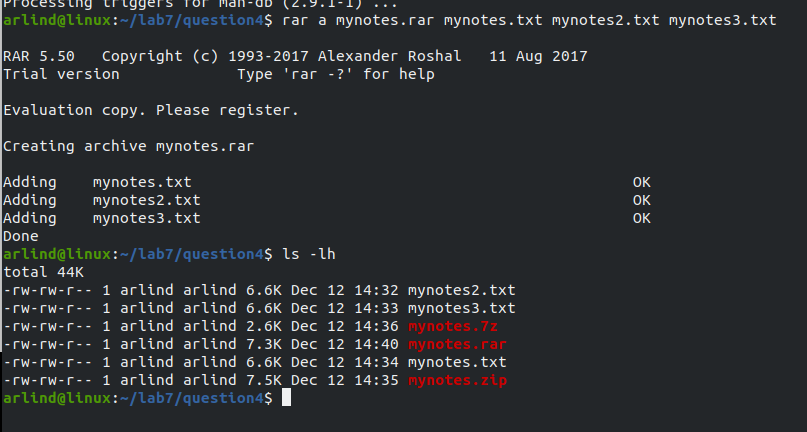 Processing triggers for man-db (2.9.1-1) ...
arlind@linux:~/lab7/question4$ rar a mynotes.rar mynotes.txt mynotes2.txt mynotes3.txt
RAR 5.50   Copyright (c) 1993-2017 Alexander Roshal   11 Aug 2017
Trial version             Type 'rar -?' for help
Evaluation copy. Please register.
Creating archive mynotes.rar
Adding    mynotes.txt                                                 OK
Adding    mynotes2.txt                                                OK
Adding    mynotes3.txt                                                OK
Done
arlind@linux:~/lab7/question4$ ls -lh
total 44K
-rw-rw-r-- 1 arlind arlind 6.6K Dec 12 14:32 mynotes2.txt
-rw-rw-r-- 1 arlind arlind 6.6K Dec 12 14:33 mynotes3.txt
-rw-rw-r-- 1 arlind arlind 2.6K Dec 12 14:36 mynotes.7z
-rw-rw-r-- 1 arlind arlind 7.3K Dec 12 14:40 mynotes.rar
-rw-rw-r-- 1 arlind arlind 6.6K Dec 12 14:34 mynotes.txt
-rw-rw-r-- 1 arlind arlind 7.5K Dec 12 14:35 mynotes.zip
arlind@linux:~/lab7/question4$